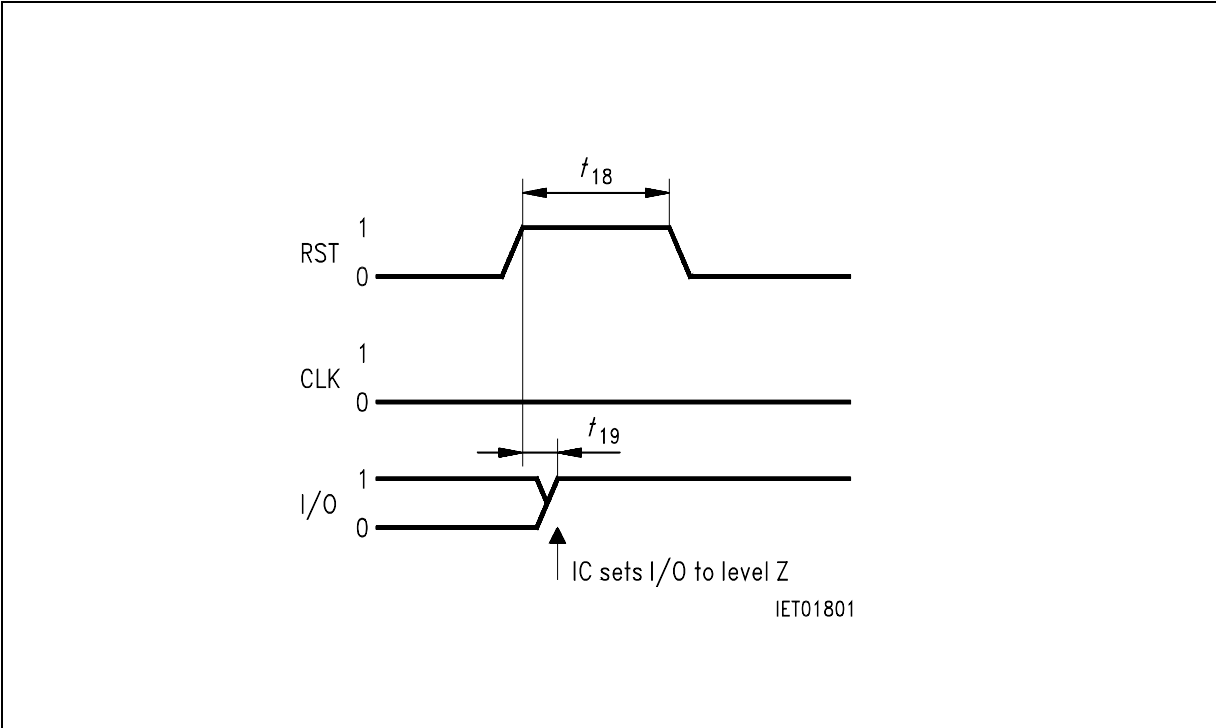 t18
1
RST
0
1
CLK
0
t19
1
I/O
0
IC sets I/O to level Z
IET01801